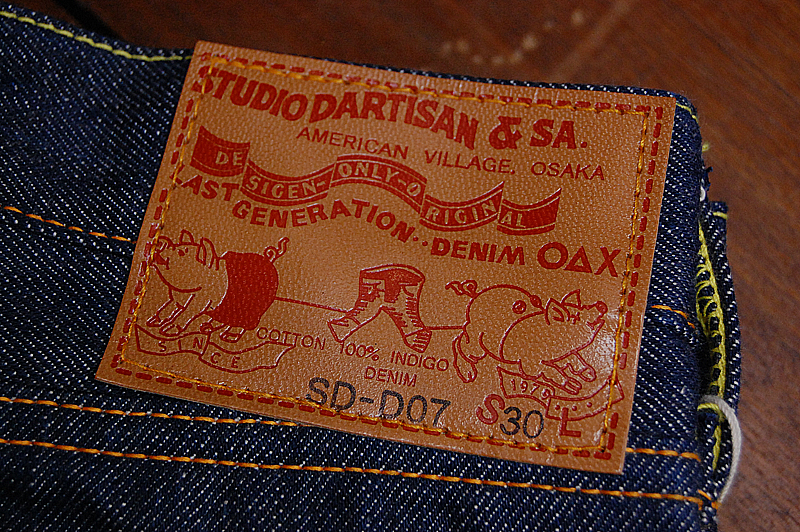 STUDIO DARTISAN & SA.
AMERICAN VILLAGE, OSAKA
DE SIGEN- ONLY-O RIGINAL
LAST GENERATION·· DENIM OAX
SINCE
COTTON 100% INDIGO
DENIM
1979
SD-D07 S30 L